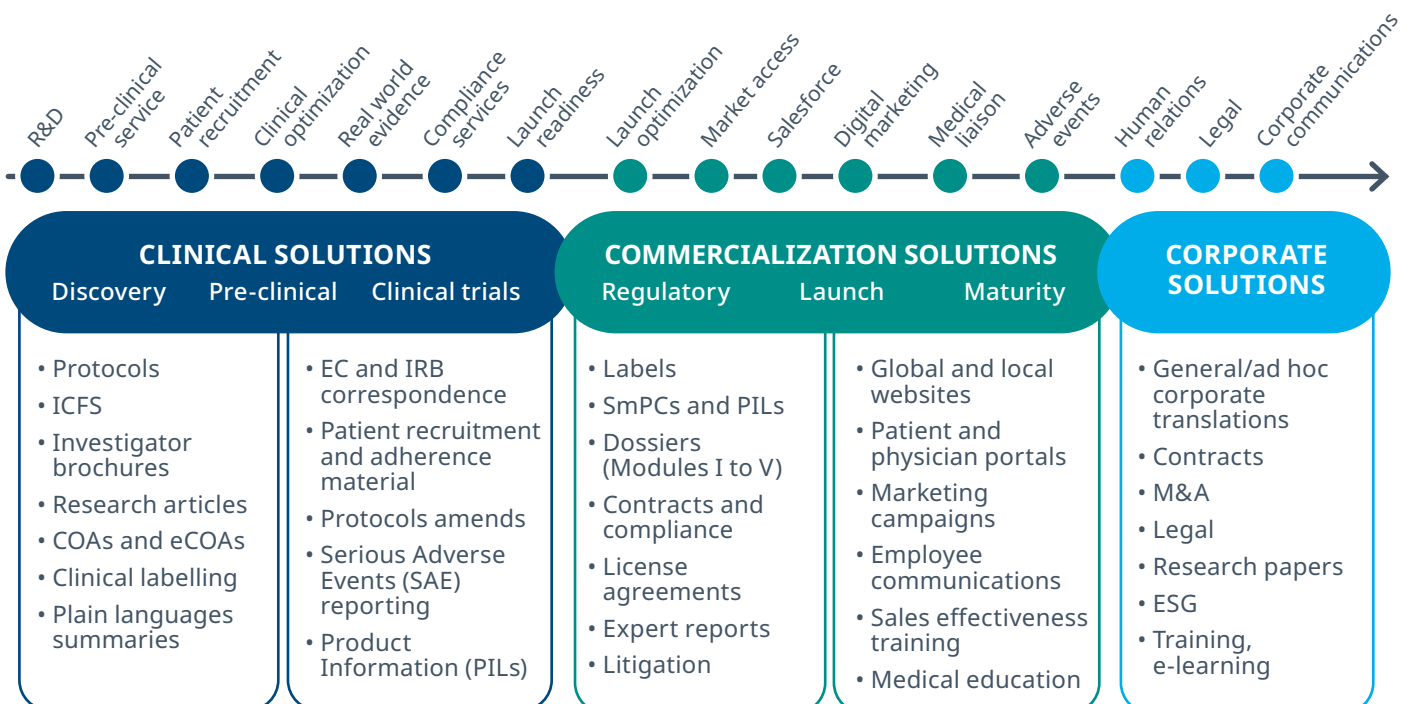 R&D
Pre-clinical
service
Patient
recruitment
Clinical
optimization
Real world
evidence
Compliance
services
Launch
readiness
Launch
optimization
Market access
Salesforce
Digital
marketing
Medical
liaison
Adverse
events
Human
relations
Legal
Corporate
communications
CLINICAL SOLUTIONS
Discovery Pre-clinical Clinical trials
• Protocols
• ICFS
• Investigator
brochures
• Research articles
• COAs and eCOAs
• Clinical labelling
• Plain languages
summaries
• EC and IRB
correspondence
• Patient recruitment
and adherence
material
• Protocols amends
• Serious Adverse
Events (SAE)
reporting
• Product
Information (PILs)
COMMERCIALIZATION SOLUTIONS
Regulatory Launch Maturity
• Labels
• SmPCs and PILs
• Dossiers
(Modules I to V)
• Contracts and
compliance
• License
agreements
• Expert reports
• Litigation
• Global and local
websites
• Patient and
physician portals
• Marketing
campaigns
• Employee
communications
• Sales effectiveness
training
• Medical education
CORPORATE
SOLUTIONS
• General/ad hoc
corporate
translations
• Contracts
• M&A
• Legal
• Research papers
• ESG
• Training,
e-learning